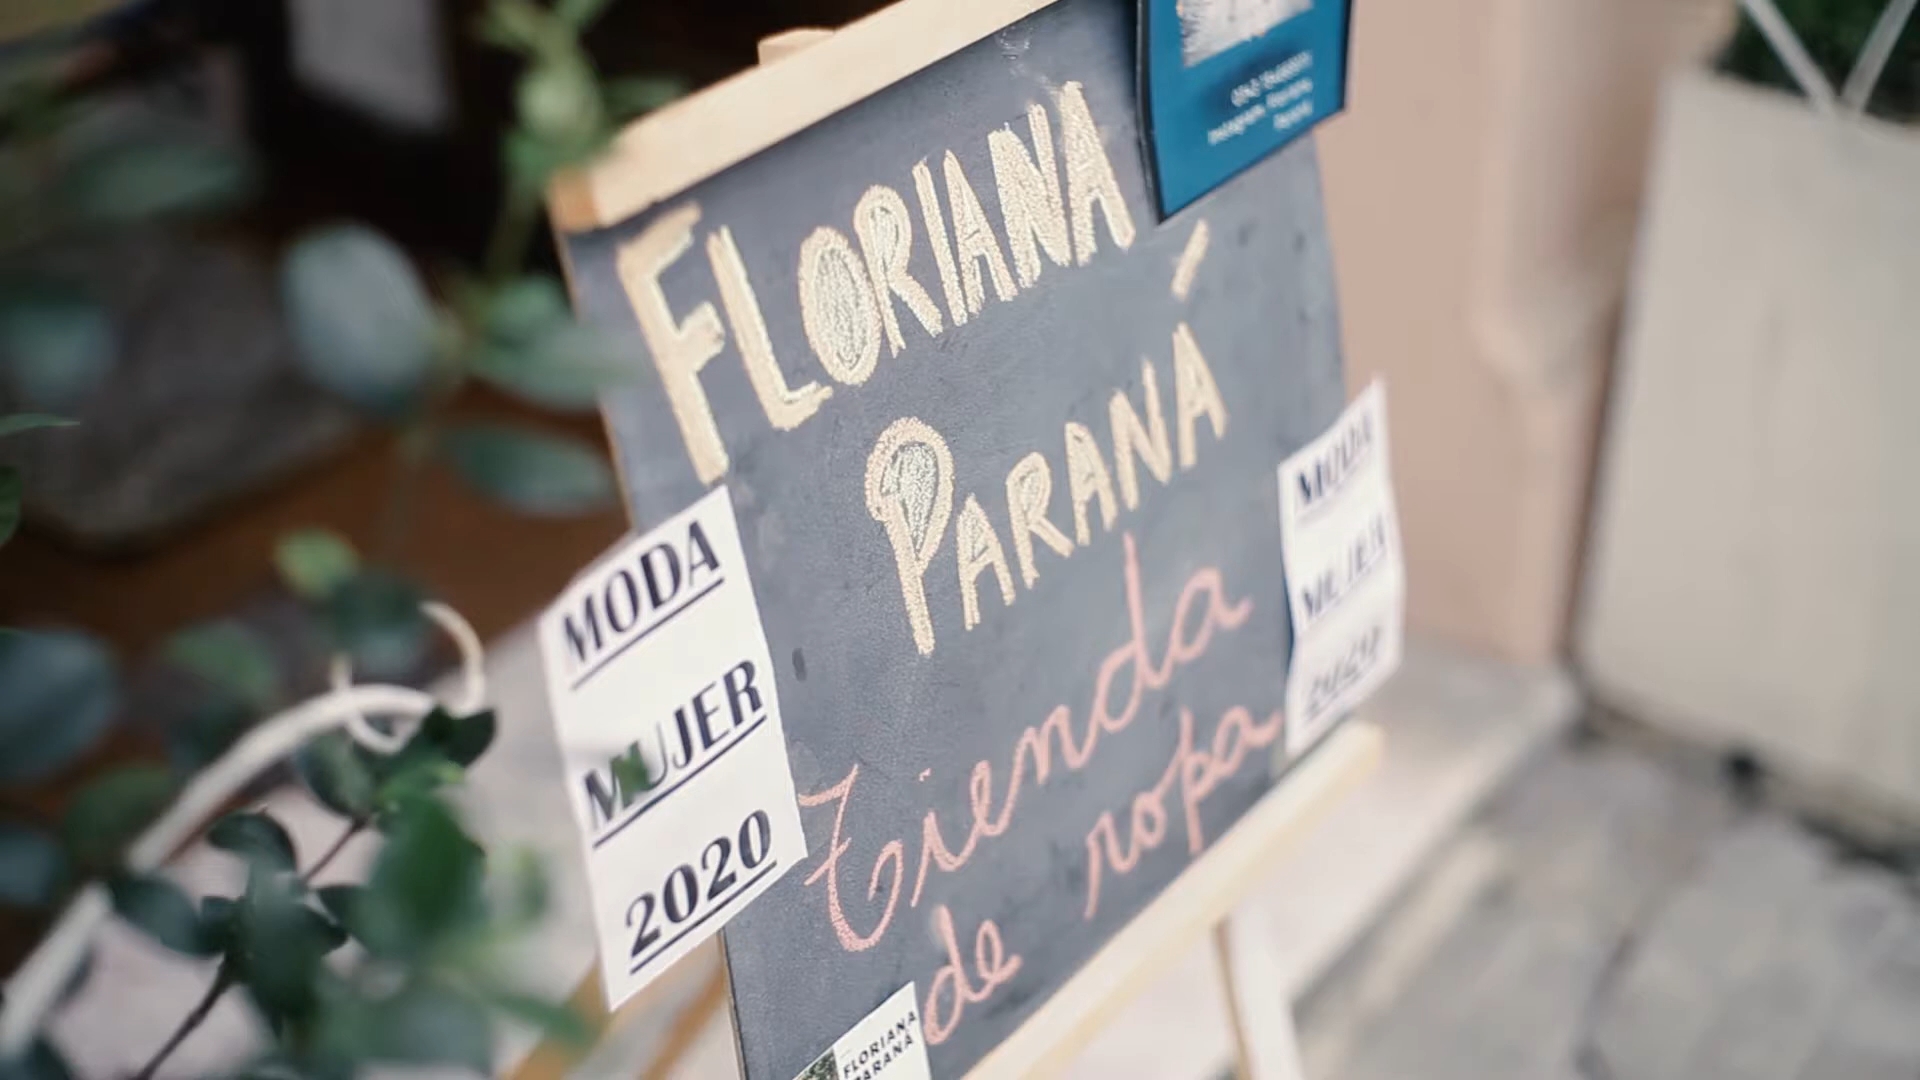 FLORIANA
PARANÁ
Tienda
de ropa
MODA
MUJER
2020
MODA
MUJER
2020
FLORIANA
PARANÁ